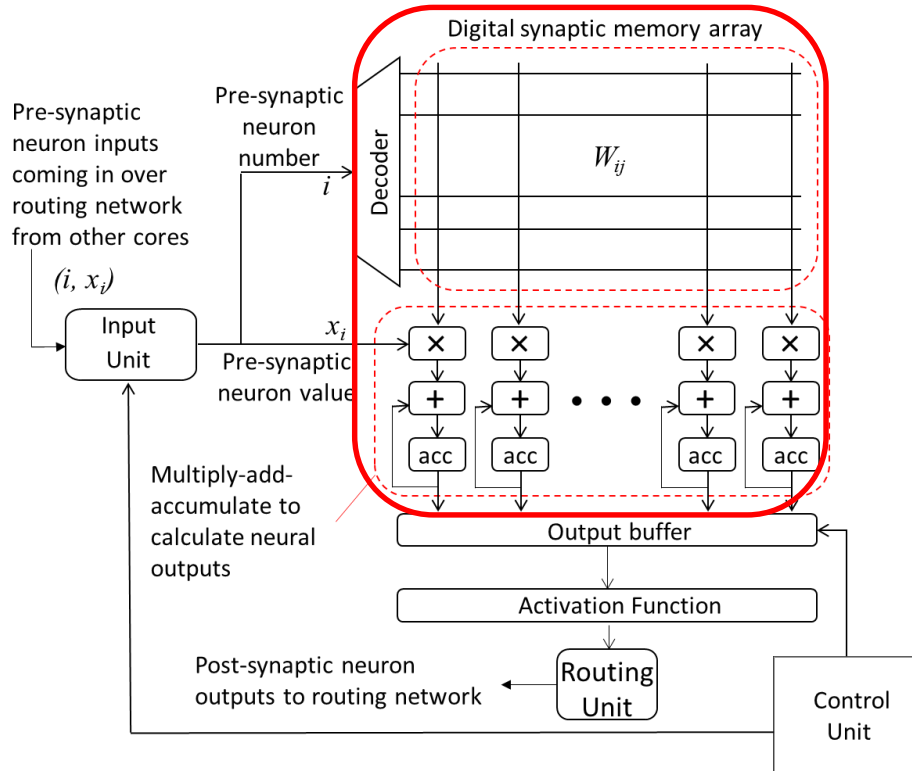 Digital synaptic memory array
Pre-synaptic
neuron inputs
coming in over
routing network
from other cores
(i, xi)
Pre-synaptic
neuron
number
i
Decoder
Wij
Input
Unit
xi
Pre-synaptic
neuron value
× × × ×
+ + • • • + +
acc acc acc acc
Multiply-add-
accumulate to
calculate neural
outputs
Output buffer
Activation Function
Post-synaptic neuron
outputs to routing network
Routing
Unit
Control
Unit